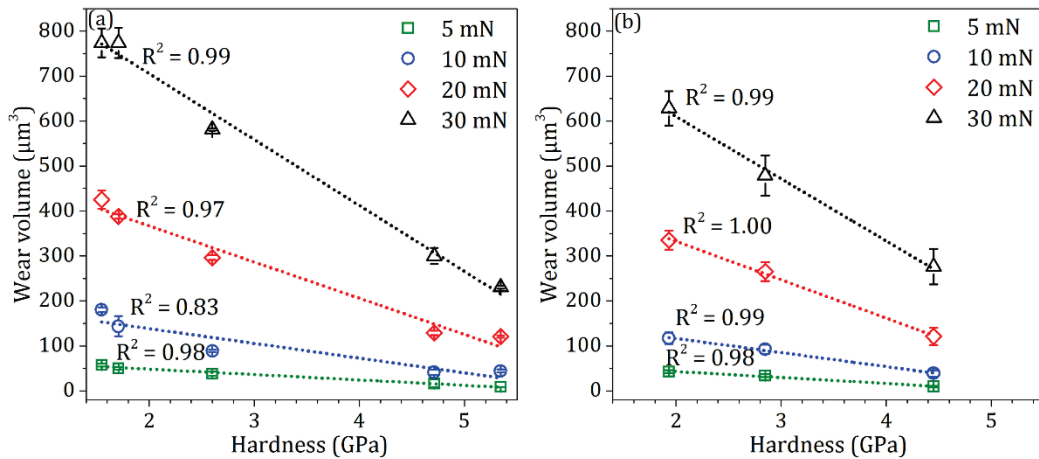 (a)
5 mN
10 mN
20 mN
30 mN
R² = 0.99
R² = 0.97
R² = 0.83
R² = 0.98
800
700
600
500
400
300
200
100
0
2
3
4
5
Wear volume (μm³)
Hardness (GPa)
(b)
5 mN
10 mN
20 mN
30 mN
R² = 0.99
R² = 1.00
R² = 0.99
R² = 0.98
800
700
600
500
400
300
200
100
0
2
3
4
5
Wear volume (μm³)
Hardness (GPa)